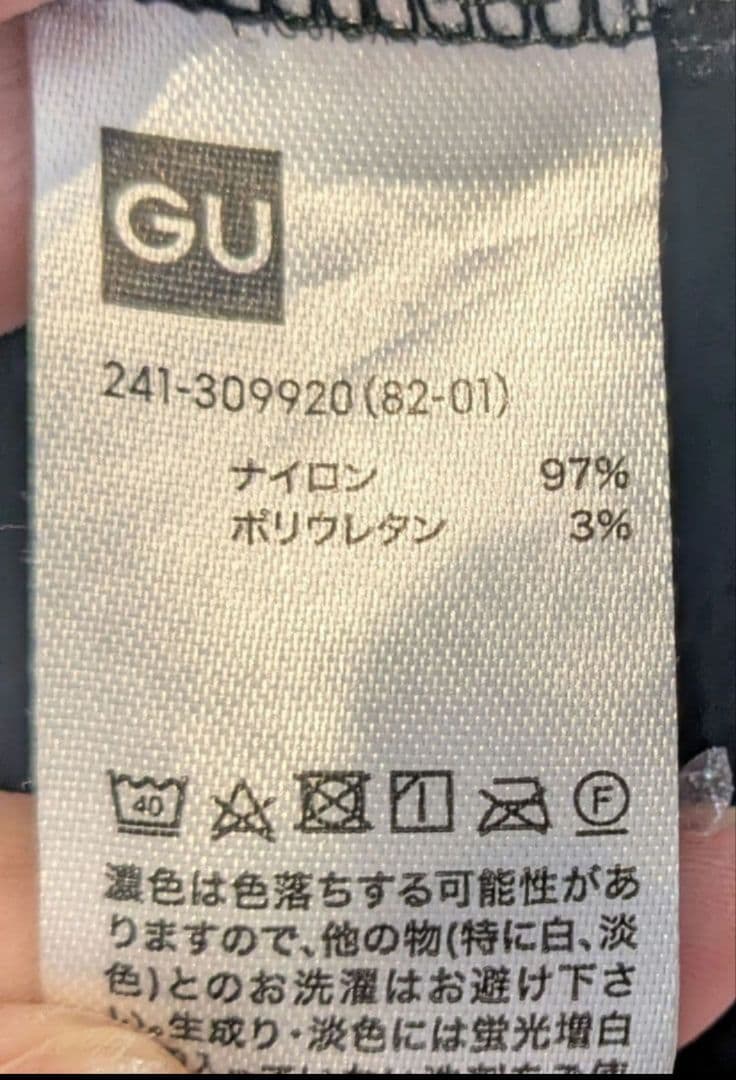 GU
241-309920(82-01)
ナイロン 97%
ポリウレタン 3%
40 F
濃色は色落ちする可能性があ
りますので、他の物(特に白、淡
色)とのお洗濯はお避け下さ
い。生成り・淡色には蛍光増白